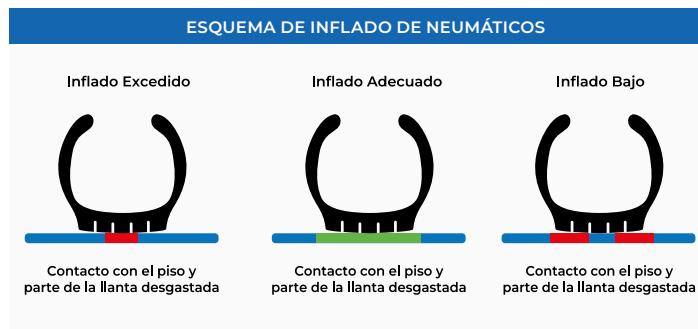 ESQUEMA DE INFLADO DE NEUMÁTICOS
Inflado Excedido
Inflado Adecuado
Inflado Bajo
Contacto con el piso y
parte de la llanta desgastada
Contacto con el piso y
parte de la llanta desgastada
Contacto con el piso y
parte de la llanta desgastada